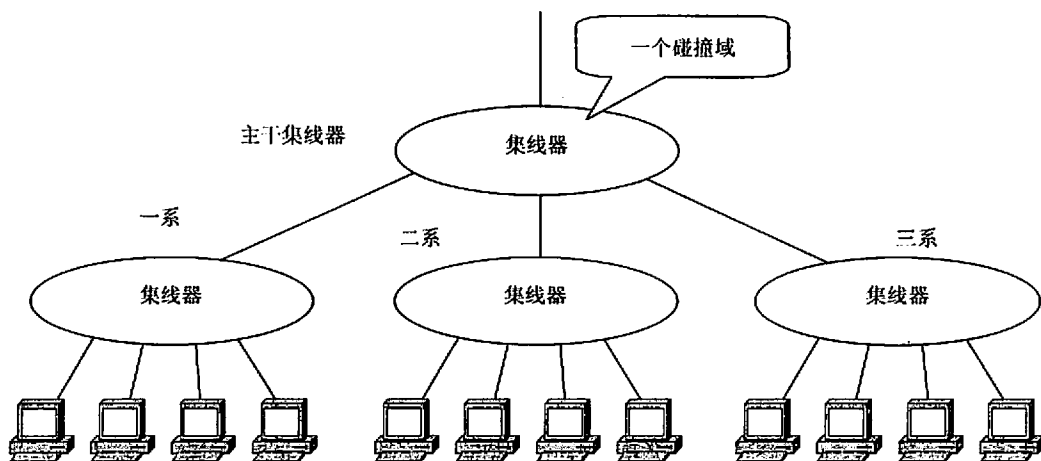 一个碰撞域
主干集线器
集线器
一系
二系
三系
集线器
集线器
集线器